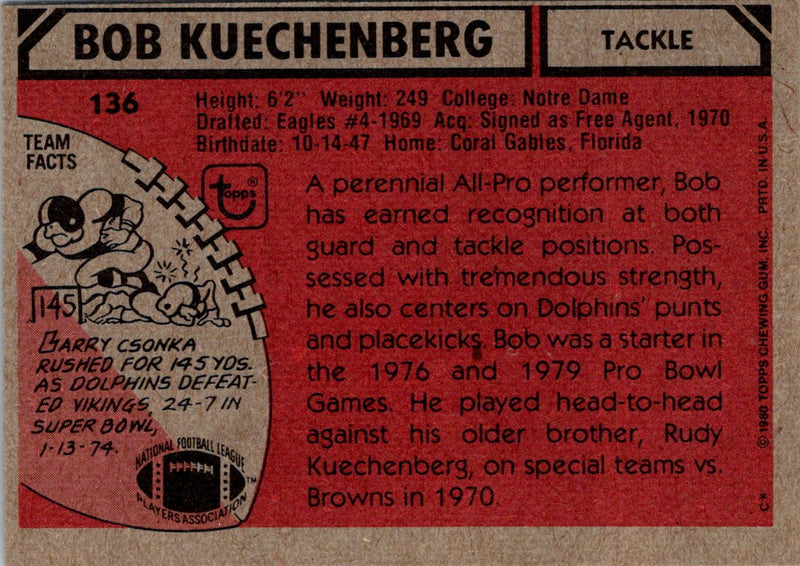 BOB KUECHENBERG
TACKLE
136
Height: 6'2" Weight: 249 College: Notre Dame
Drafted: Eagles #4-1969 Acq: Signed as Free Agent, 1970
Birthdate: 10-14-47 Home: Coral Gables, Florida
TEAM
FACTS
topps®
145
LARRY CSONKA
RUSHED FOR 145 YDS.
AS DOLPHINS DEFEAT-
ED VIKINGS, 24-7 IN
SUPER BOWL,
1-13-74.
NATIONAL FOOTBALL LEAGUE
PLAYERS ASSOCIATION
TM
A perennial All-Pro performer, Bob
has earned recognition at both
guard and tackle positions. Pos-
sessed with tremendous strength,
he also centers on Dolphins' punts
and placekicks. Bob was a starter in
the 1976 and 1979 Pro Bowl
Games. He played head-to-head
against his older brother, Rudy
Kuechenberg, on special teams vs.
Browns in 1970.
© 1980 TOPPS CHEWING GUM, INC. PRTD. IN U.S.A.
C*